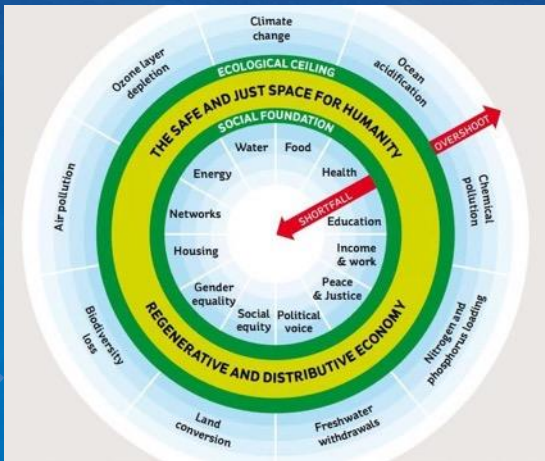 Climate
change
Ocean
acidification
Chemical
pollution
Nitrogen and
phosphorus loading
Freshwater
withdrawals
Land
conversion
Biodiversity
loss
Air pollution
Ozone layer
depletion
ECOLOGICAL CEILING
THE SAFE AND JUST SPACE FOR HUMANITY
SOCIAL FOUNDATION
OVERSHOOT
SHORTFALL
Water
Food
Health
Education
Income
& work
Peace
& Justice
Political
voice
Social
equity
Gender
equality
Housing
Networks
Energy
REGENERATIVE AND DISTRIBUTIVE ECONOMY